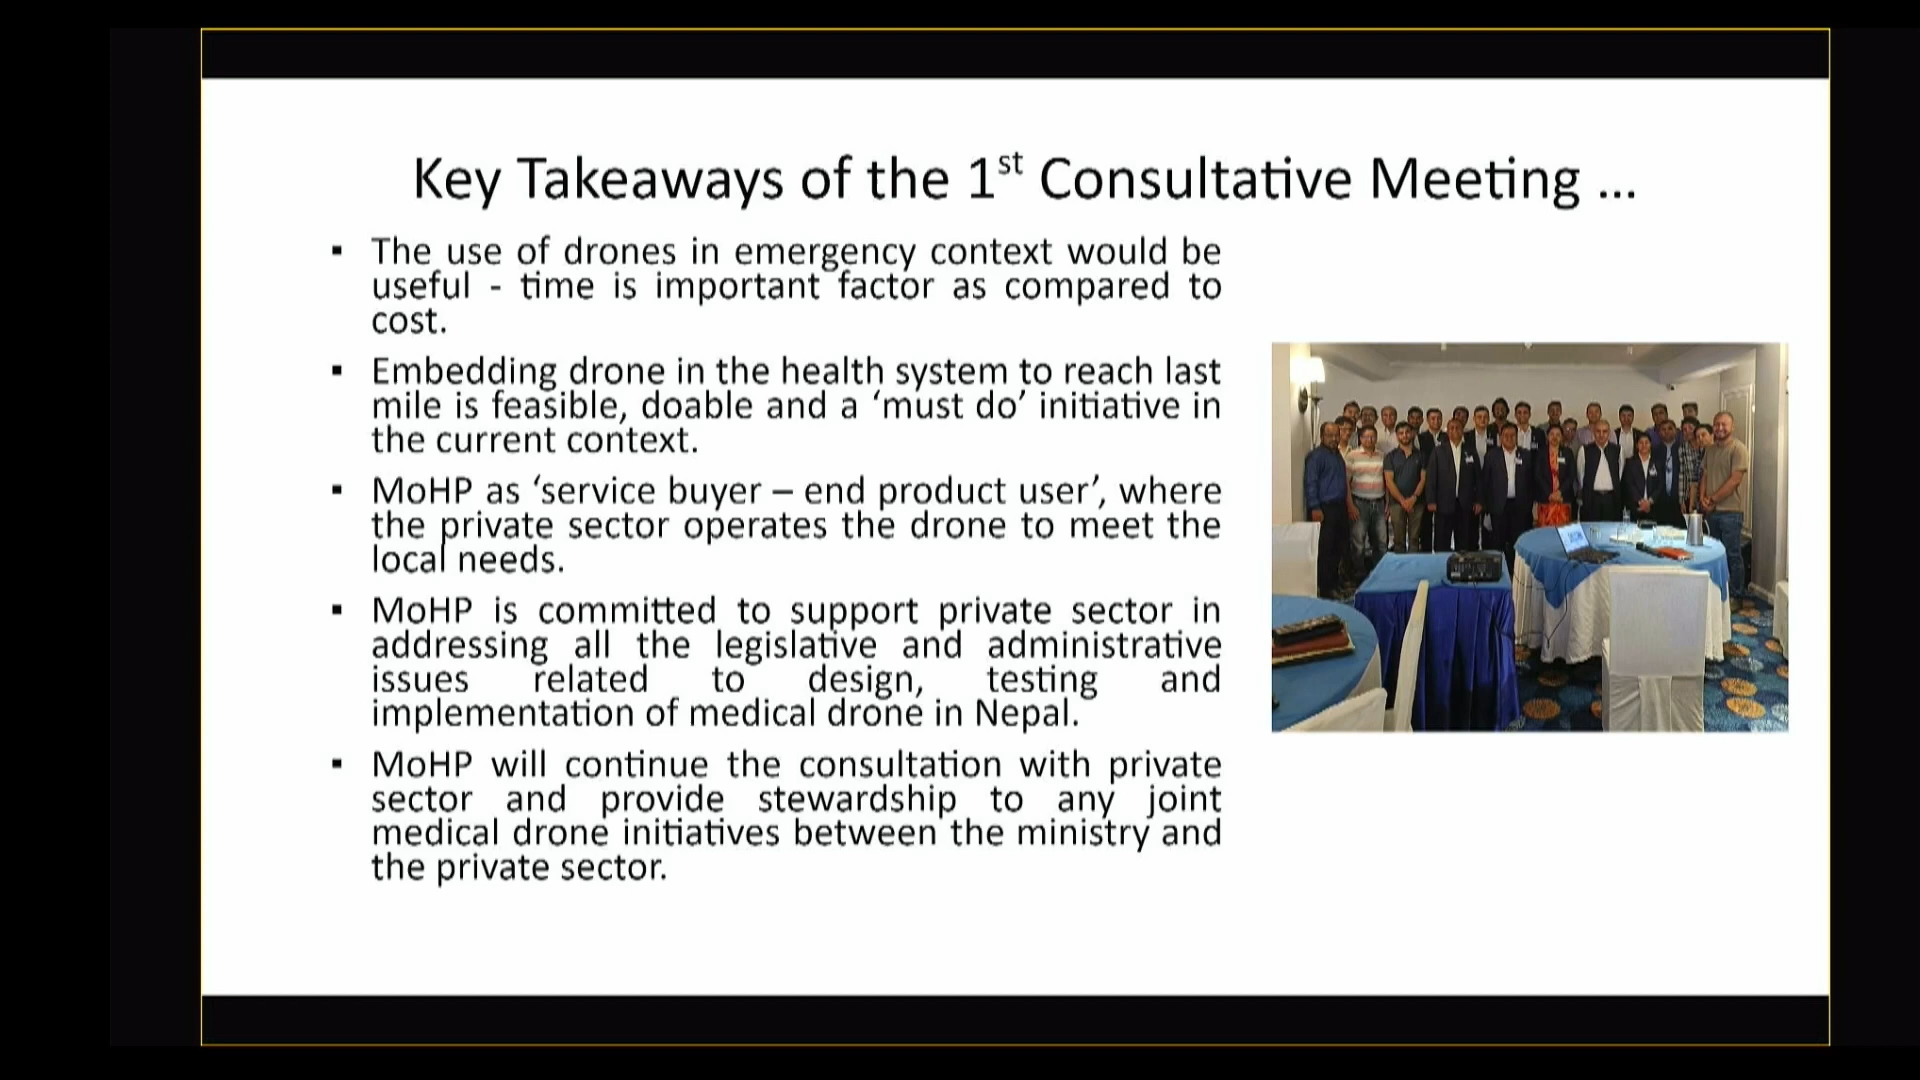 Key Takeaways of the 1st Consultative Meeting ...
▪ The use of drones in emergency context would be
useful - time is important factor as compared to
cost.
▪ Embedding drone in the health system to reach last
mile is feasible, doable and a ‘must do’ initiative in
the current context.
▪ MoHP as ‘service buyer – end product user’, where
the private sector operates the drone to meet the
local needs.
▪ MoHP is committed to support private sector in
addressing all the legislative and administrative
issues related to design, testing and
implementation of medical drone in Nepal.
▪ MoHP will continue the consultation with private
sector and provide stewardship to any joint
medical drone initiatives between the ministry and
the private sector.